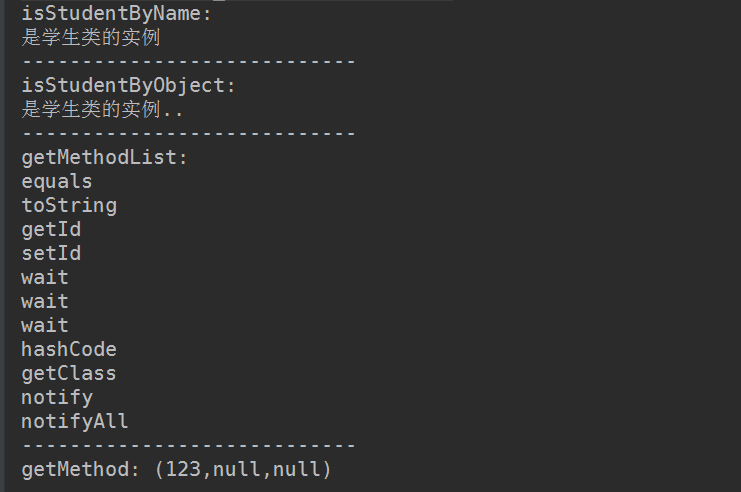 isStudentByName:
是学生类的实例
----------------------------
isStudentByObject:
是学生类的实例..
----------------------------
getMethodList:
equals
toString
getId
setId
wait
wait
wait
hashCode
getClass
notify
notifyAll
----------------------------
getMethod: (123,null,null)